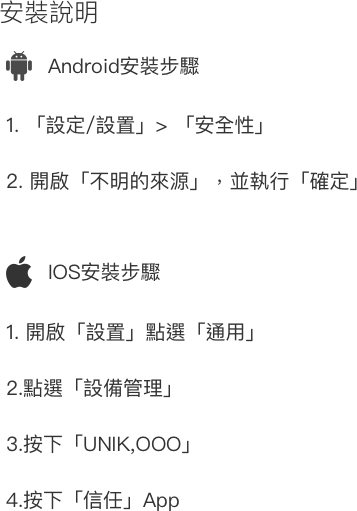 安裝說明
Android安裝步驟
1. 「設定/設置」> 「安全性」
2. 開啟「不明的來源」，並執行「確定」
IOS安裝步驟
1. 開啟「設置」點選「通用」
2.點選「設備管理」
3.按下「UNIK,OOO」
4.按下「信任」App